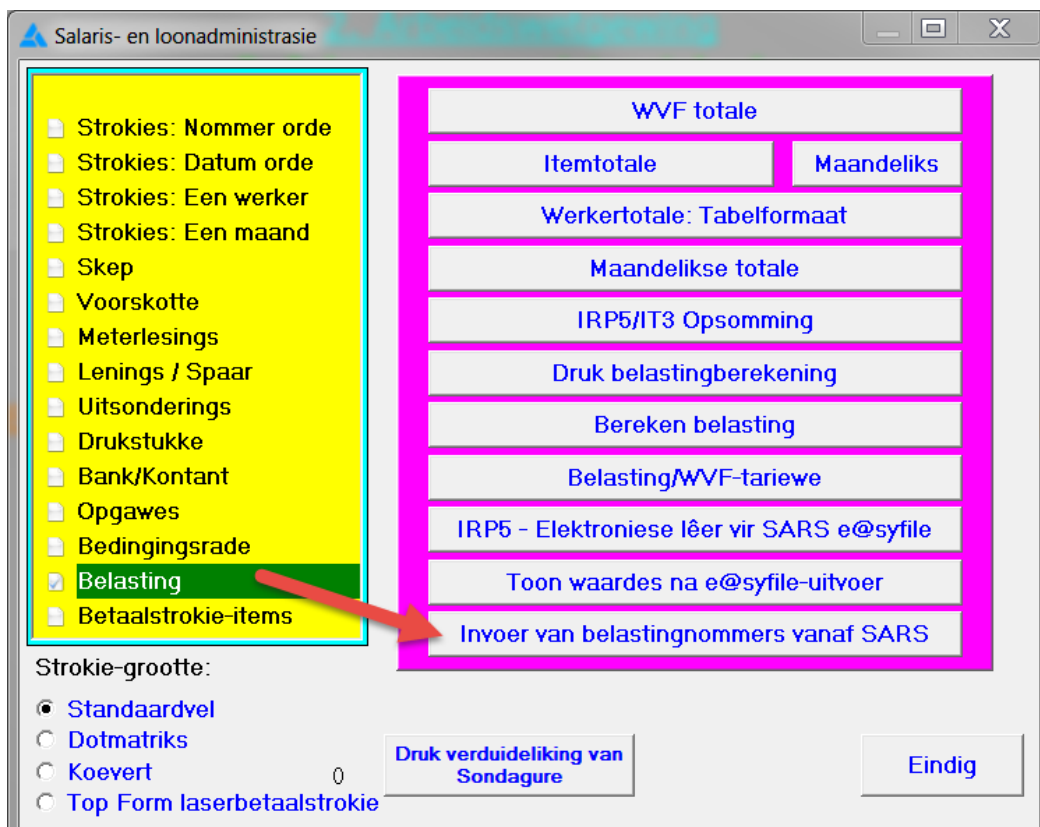 2. Arbeidswetgewing
Salaris- en loonadministrasie
Strokies: Nommer orde
Strokies: Datum orde
Strokies: Een werker
Strokies: Een maand
Skep
Voorskotte
Meterlesings
Lenings / Spaar
Uitsonderings
Drukstukke
Bank/Kontant
Opgawes
Bedingingsrade
Belasting
Betaalstrokie-items
WVF totale
Itemtotale
Maandeliks
Werkertotale: Tabelformaat
Maandelikse totale
IRP5/IT3 Opsomming
Druk belastingberekening
Bereken belasting
Belasting/WVF-tariewe
IRP5 - Elektroniese lêer vir SARS e@syfile
Toon waardes na e@syfile-uitvoer
Invoer van belastingnommers vanaf SARS
Strokie-grootte:
Standaardvel
Dotmatriks
Koevert
0
Top Form laserbetaalstrokie
Druk verduideliking van
Sondagure
Eindig